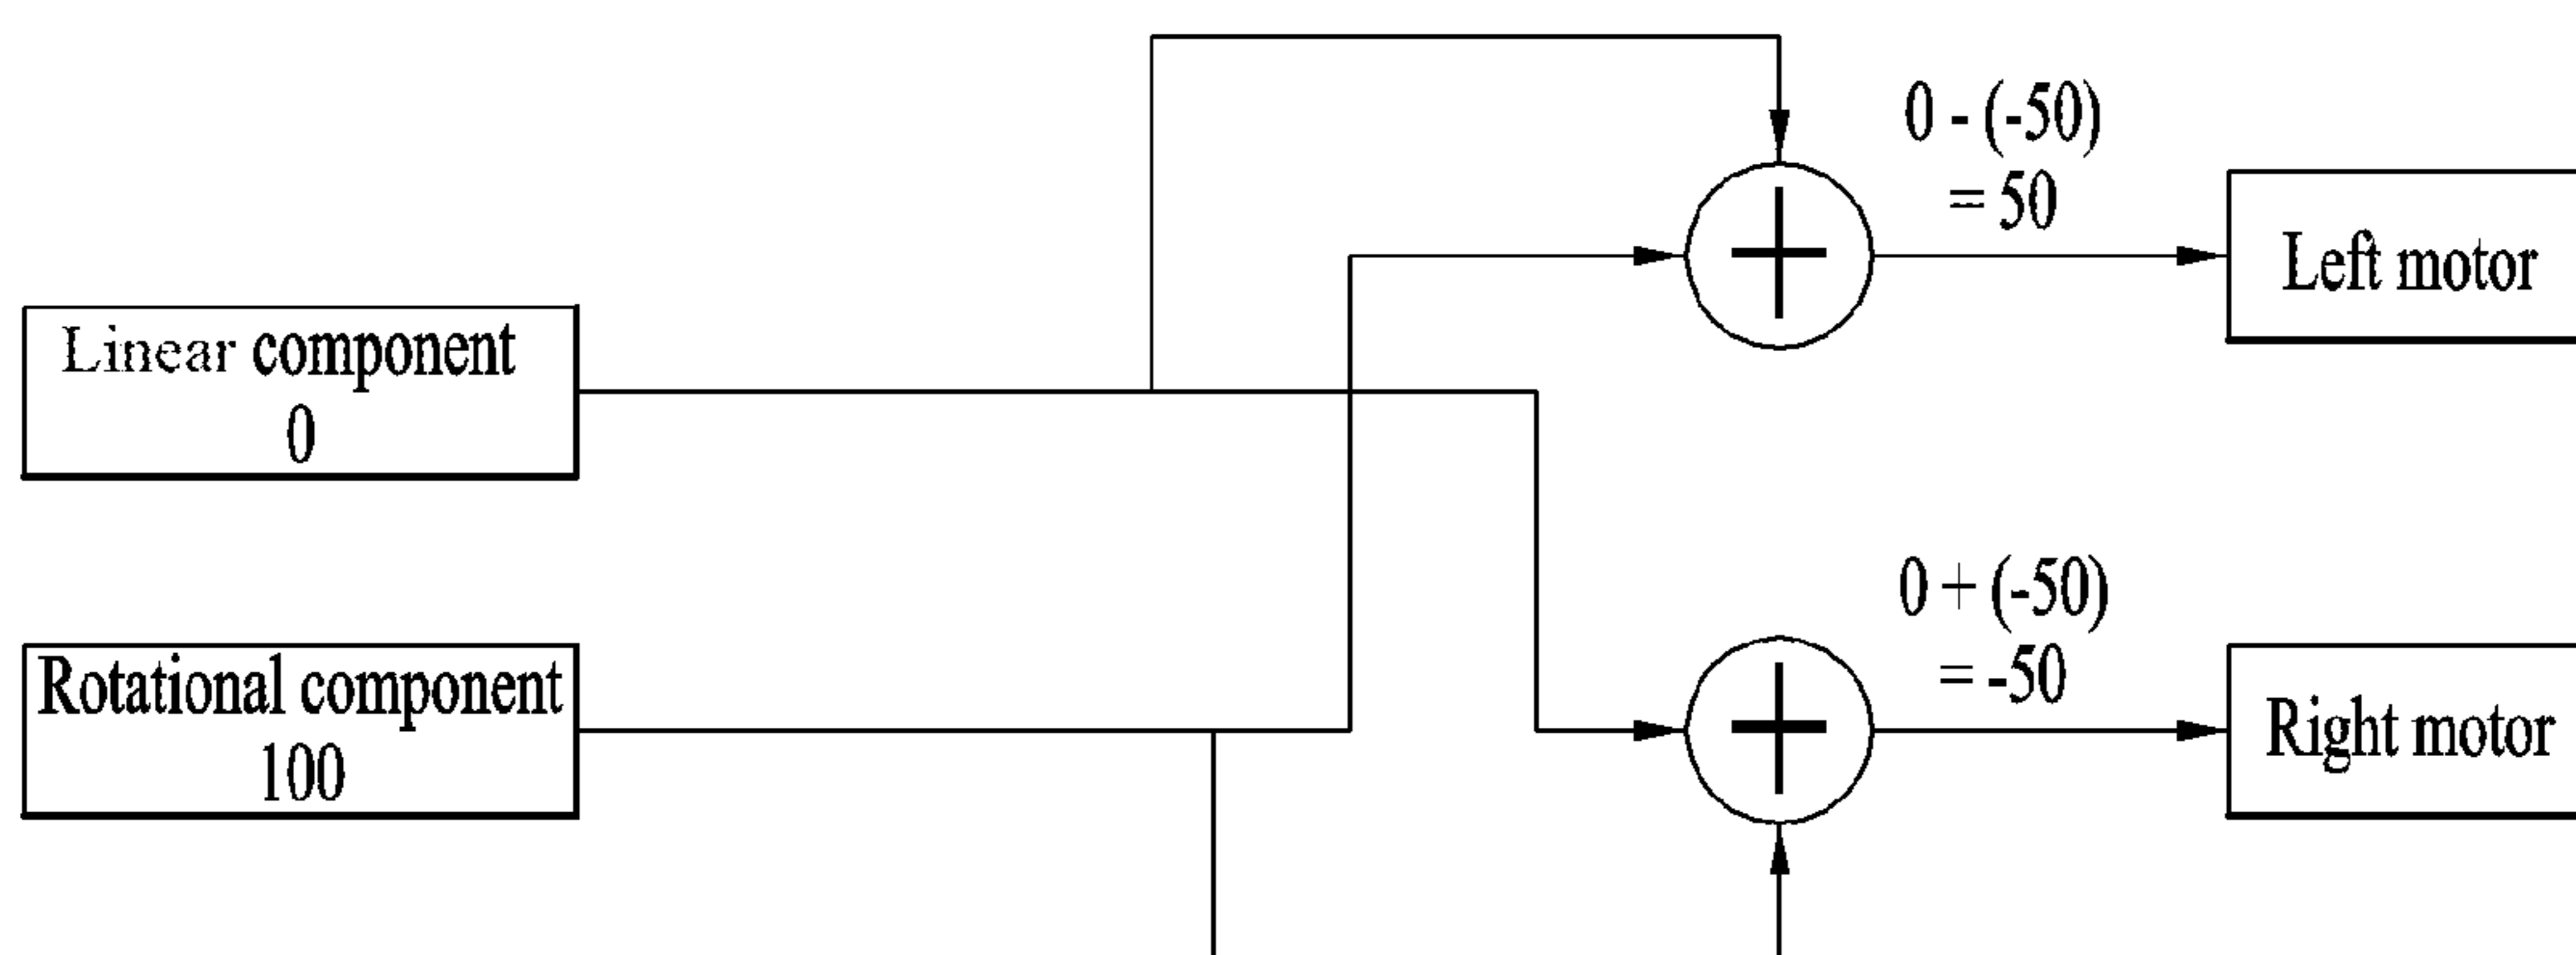 0 - (-50)
= 50
Left motor
Linear component
0
0 + (-50)
= -50
Rotational component
100
Right motor